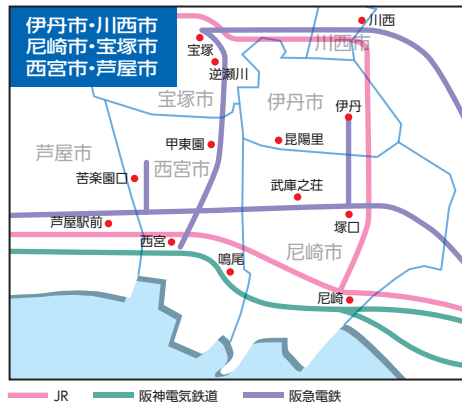 伊丹市・川西市
尼崎市・宝塚市
西宮市・芦屋市
川西
川西市
宝塚
逆瀬川
宝塚市
伊丹市
伊丹
甲東園
昆陽里
芦屋市
西宮市
苦楽園口
武庫之荘
芦屋駅前
塚口
西宮
尼崎市
鳴尾
尼崎
JR
阪神電気鉄道
阪急電鉄